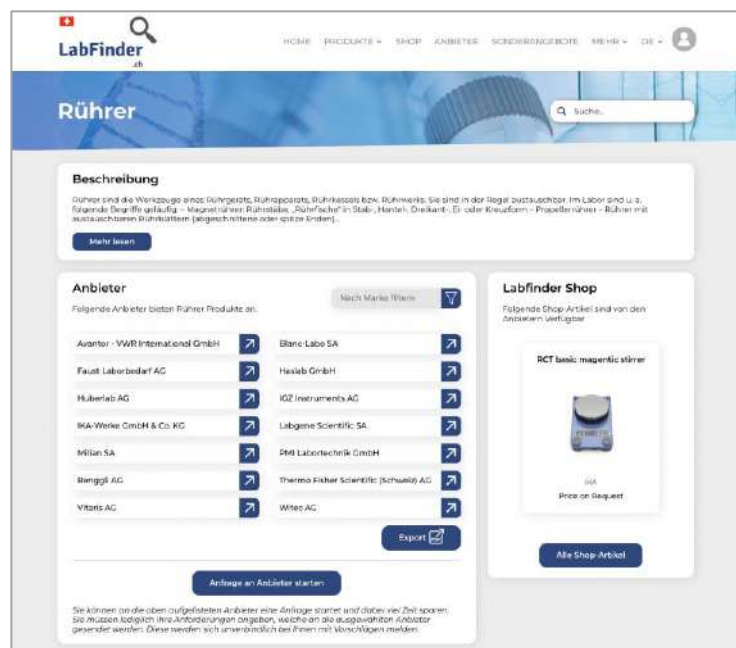 LabFinder
.ch
HOME PRODUKTE SHOP ANBIETER SONDERANGEBOTE MEHR DE
Rührer
Suche..
Beschreibung
Rührer sind die Werkzeuge eines Rührgeräts, Rührapparats, Rührkessels bzw. Rührwerks. Sie sind in der Regel austauschbar. Im Labor sind u. a.
folgende Begriffe geläufig: – Magnetrührer: Rührstäbe, „Rührfische“ in Stab-, Hantel-, Dreikant-, Ei- oder Kreuzform – Propellerrührer – Rührer mit
austauschbaren Rührblättern (abgeschnittene oder spitze Enden)...
Mehr lesen
Anbieter
Nach Marke filtern
Folgende Anbieter bieten Rührer Produkte an.
Avantor - VWR International GmbH
Blanc-Labo SA
Faust Laborbedarf AG
Haslab GmbH
Huberlab AG
IGZ Instruments AG
IKA-Werke GmbH & Co. KG
Labgene Scientific SA
Milian SA
PMI Labortechnik GmbH
Renggli AG
Thermo Fisher Scientific (Schweiz) AG
Vitaris AG
Witec AG
Export
Anfrage an Anbieter starten
Sie können an die oben aufgelisteten Anbieter eine Anfrage startet und dabei viel Zeit sparen.
Sie müssen lediglich Ihre Anforderungen angeben, welche an die ausgewählten Anbieter
gesendet werden. Diese werden sich unverbindlich bei Ihnen mit Vorschlägen melden.
Labfinder Shop
Folgende Shop-Artikel sind von den
Anbietern Verfügbar
RCT basic magentic stirrer
IKA
Price on Request
Alle Shop-Artikel